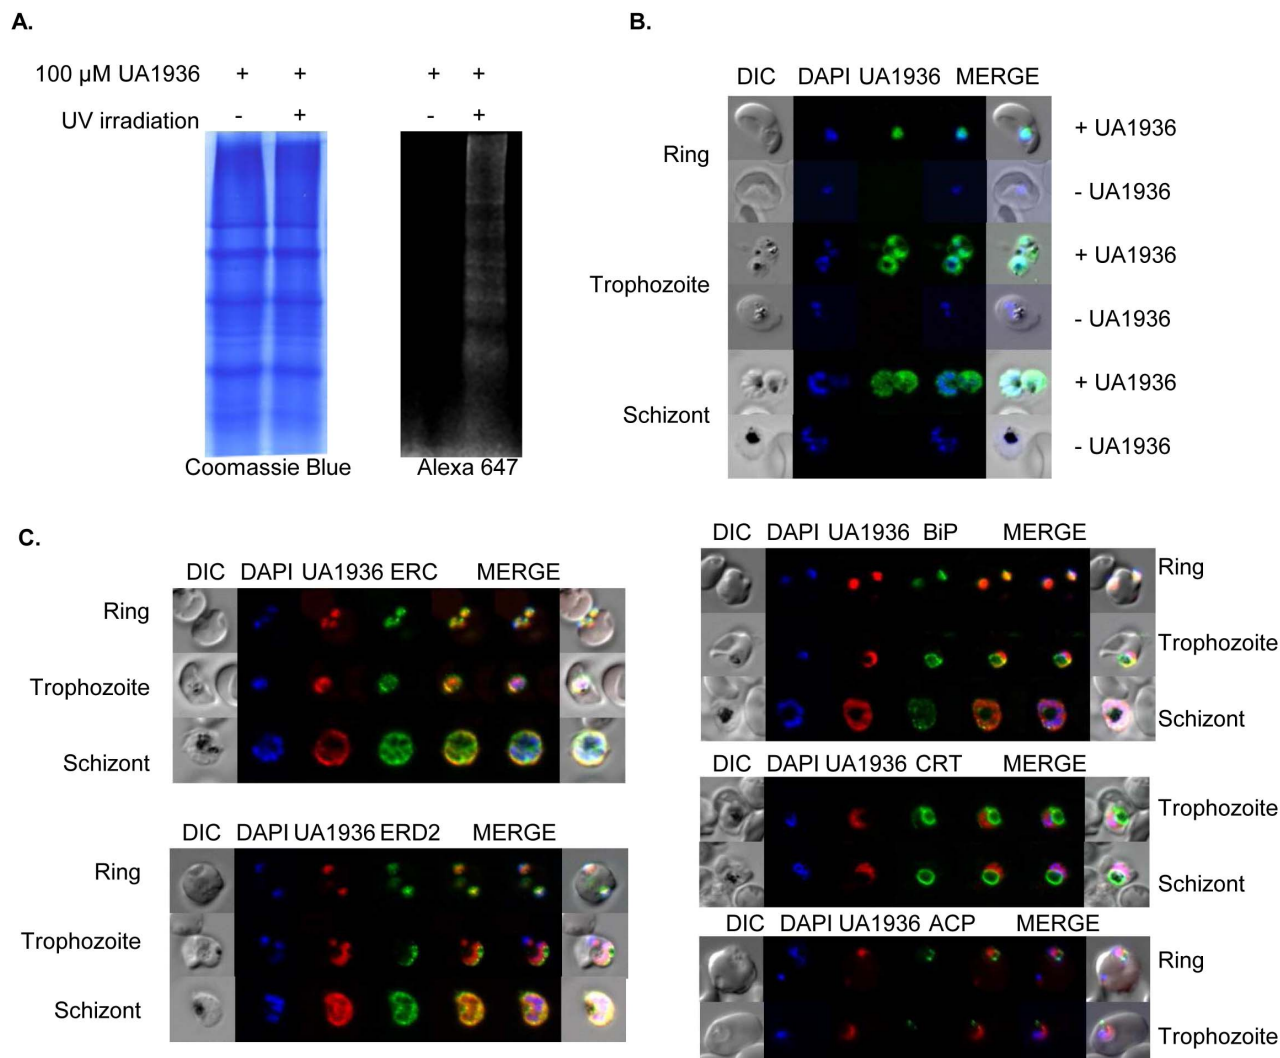 A.
100 µM UA1936 + + + +
UV irradiation - + - +
Coomassie Blue Alexa 647
B.
DIC DAPI UA1936 MERGE
Ring
+ UA1936
- UA1936
Trophozoite
+ UA1936
- UA1936
Schizont
+ UA1936
- UA1936
C.
DIC DAPI UA1936 ERC MERGE
Ring
Trophozoite
Schizont
DIC DAPI UA1936 ERD2 MERGE
Ring
Trophozoite
Schizont
DIC DAPI UA1936 BiP MERGE
Ring
Trophozoite
Schizont
DIC DAPI UA1936 CRT MERGE
Trophozoite
Schizont
DIC DAPI UA1936 ACP MERGE
Ring
Trophozoite